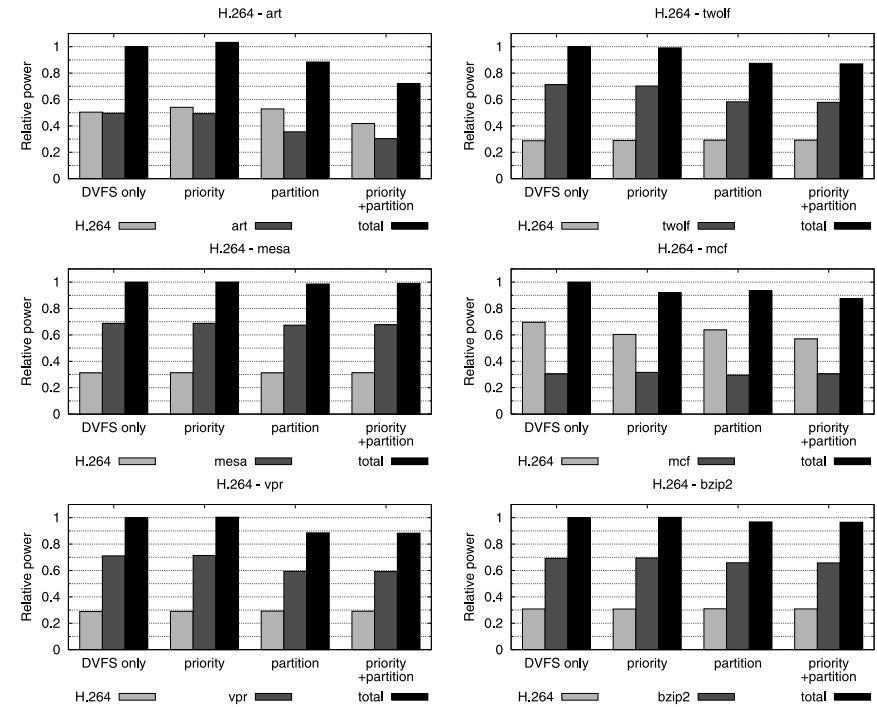 H.264 - art
Relative power
1
0.8
0.6
0.4
0.2
0
DVFS only priority partition priority +partition
H.264 art total
H.264 - twolf
Relative power
1
0.8
0.6
0.4
0.2
0
DVFS only priority partition priority +partition
H.264 twolf total
H.264 - mesa
Relative power
1
0.8
0.6
0.4
0.2
0
DVFS only priority partition priority +partition
H.264 mesa total
H.264 - mcf
Relative power
1
0.8
0.6
0.4
0.2
0
DVFS only priority partition priority +partition
H.264 mcf total
H.264 - vpr
Relative power
1
0.8
0.6
0.4
0.2
0
DVFS only priority partition priority +partition
H.264 vpr total
H.264 - bzip2
Relative power
1
0.8
0.6
0.4
0.2
0
DVFS only priority partition priority +partition
H.264 bzip2 total